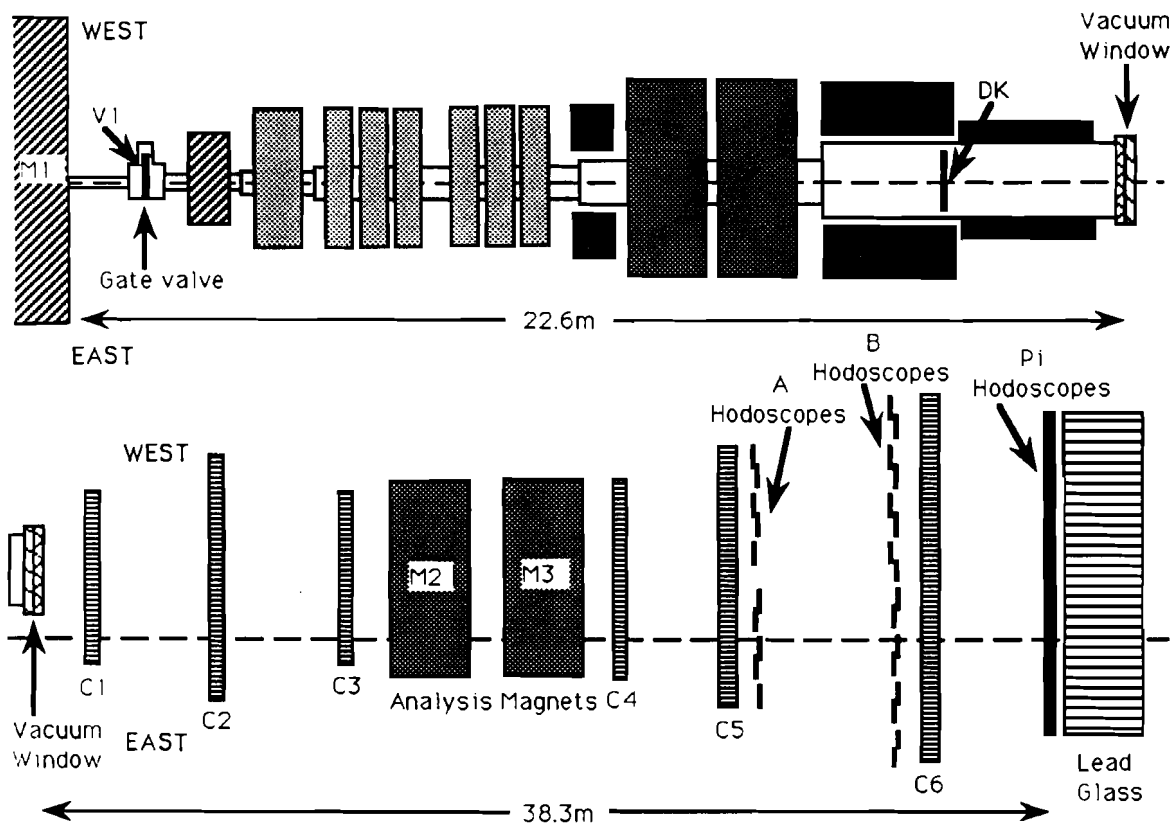 WEST
Vacuum
Window
V1
DK
M1
Gate valve
22.6m
EAST
B
Hodoscopes
Pi
Hodoscopes
A
Hodoscopes
WEST
M2
M3
C1
C2
C3
Analysis Magnets
C4
C5
C6
Vacuum
Window
EAST
Lead
Glass
38.3m